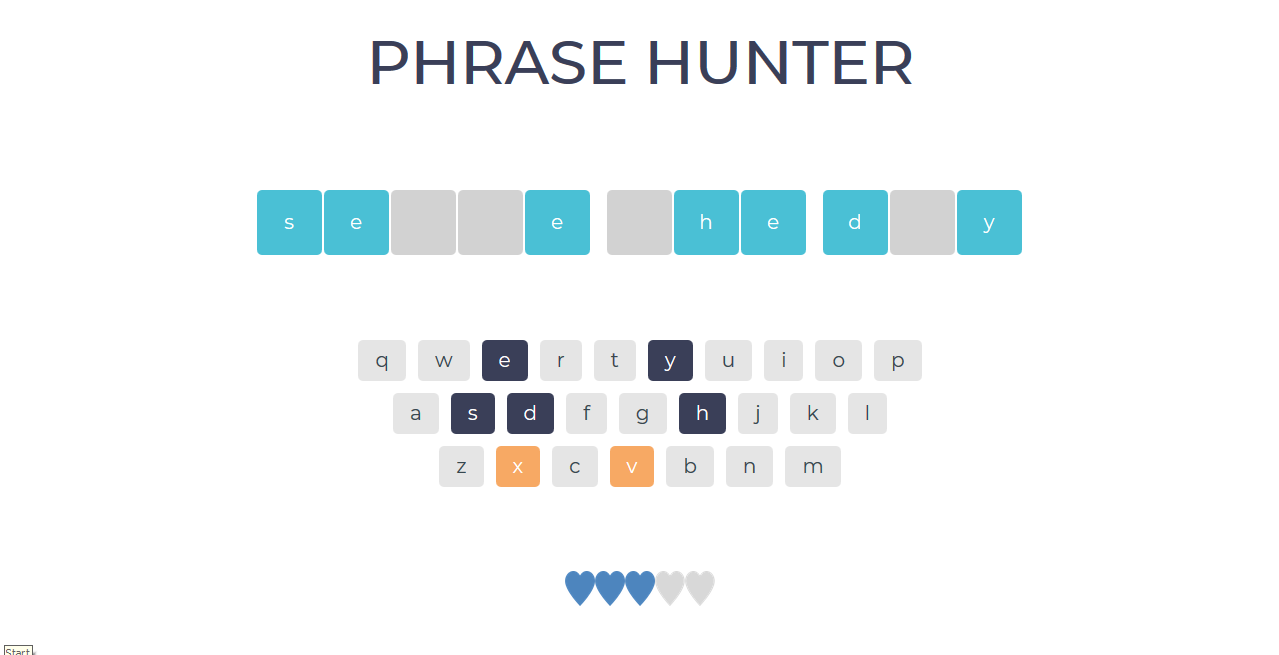 PHRASE HUNTER
s e e h e d y
q w e r t y u i o p
a s d f g h j k l
z x c v b n m
Start